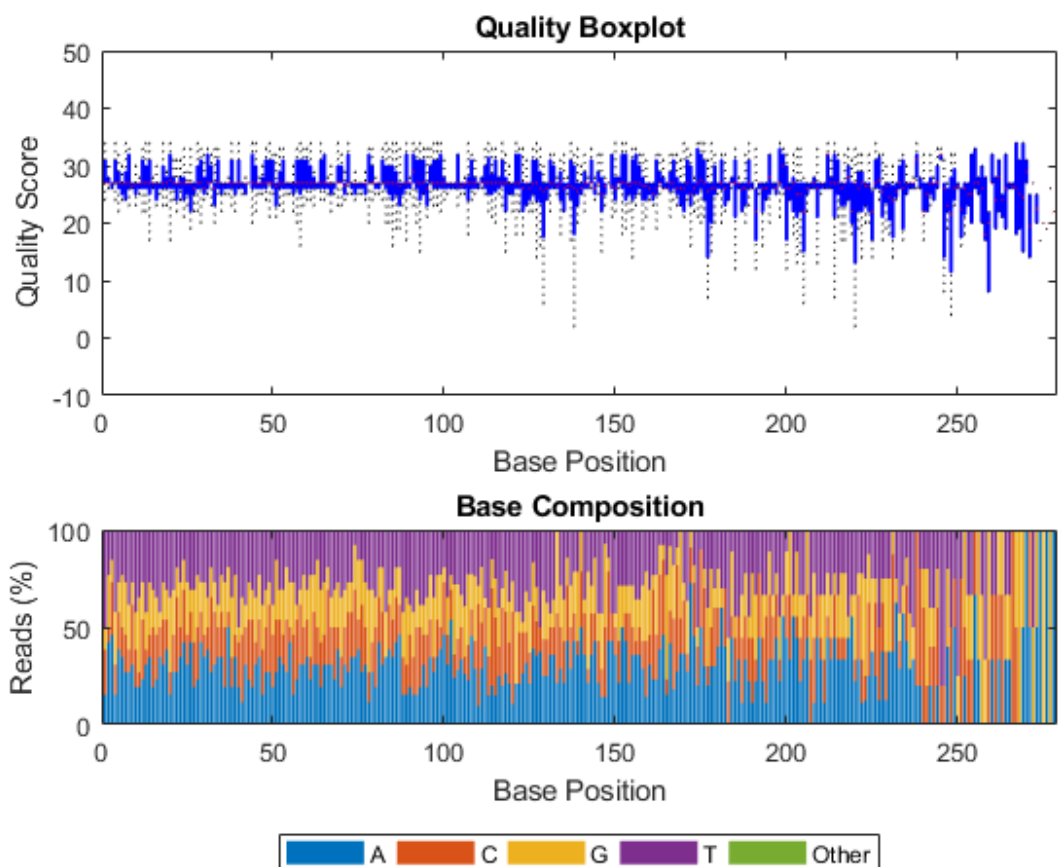 Quality Boxplot
50
40
30
20
10
0
-10
Quality Score
0 50 100 150 200 250
Base Position
Base Composition
100
50
0
Reads (%)
0 50 100 150 200 250
Base Position
A C G T Other